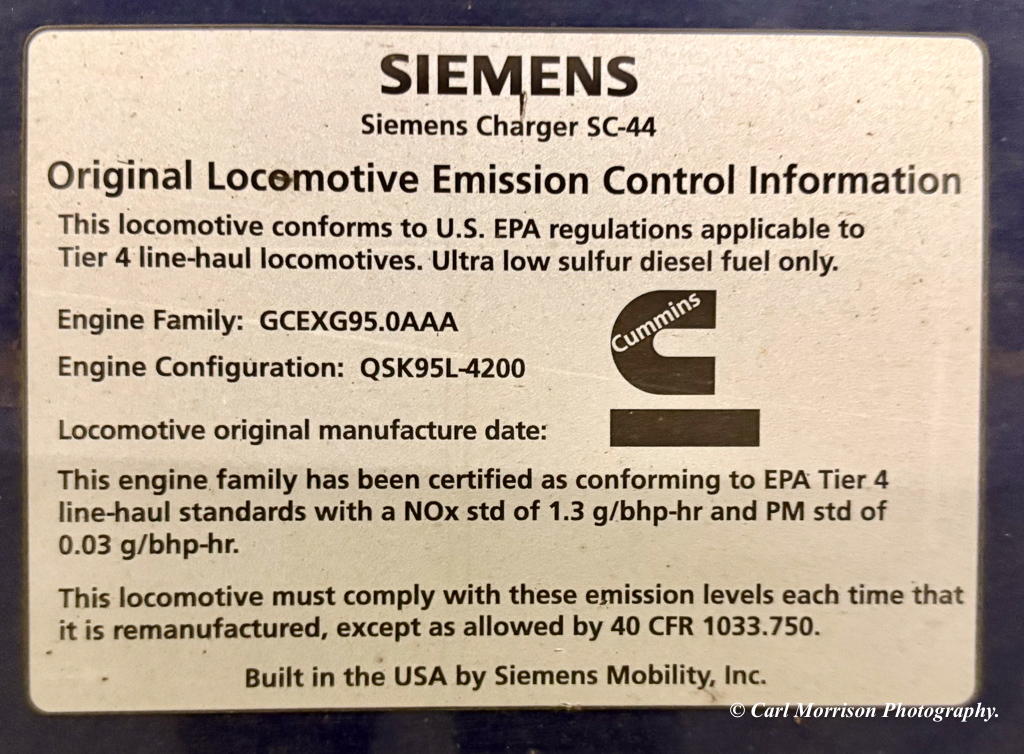 SIEMENS
Siemens Charger SC-44
Original Locomotive Emission Control Information
This locomotive conforms to U.S. EPA regulations applicable to
Tier 4 line-haul locomotives. Ultra low sulfur diesel fuel only.
Engine Family: GCEXG95.0AAA
Cummins
Engine Configuration: QSK95L-4200
Locomotive original manufacture date:
This engine family has been certified as conforming to EPA Tier 4
line-haul standards with a NOx std of 1.3 g/bhp-hr and PM std of
0.03 g/bhp-hr.
This locomotive must comply with these emission levels each time that
it is remanufactured, except as allowed by 40 CFR 1033.750.
Built in the USA by Siemens Mobility, Inc.
© Carl Morrison Photography.